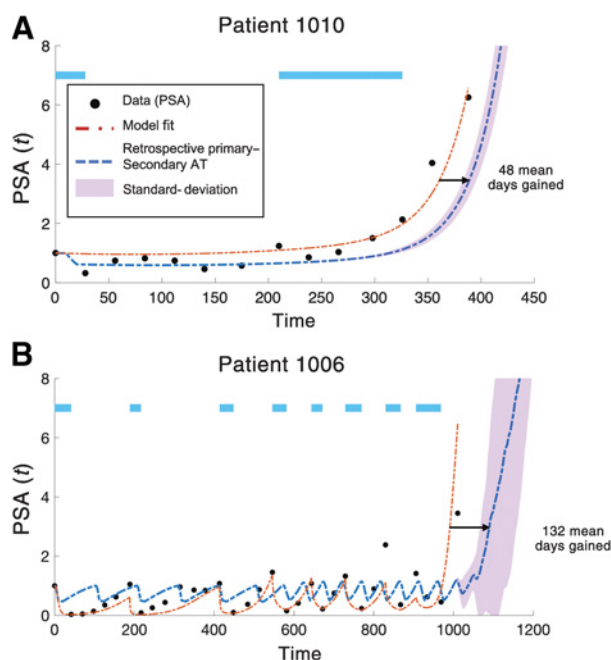 A
Patient 1010
8
6
4
2
0
PSA (t)
Data (PSA)
Model fit
Retrospective primary–
Secondary AT
Standard- deviation
48 mean
days gained
0 50 100 150 200 250 300 350 400 450
Time
B
Patient 1006
8
6
4
2
0
PSA (t)
132 mean
days gained
0 200 400 600 800 1000 1200
Time